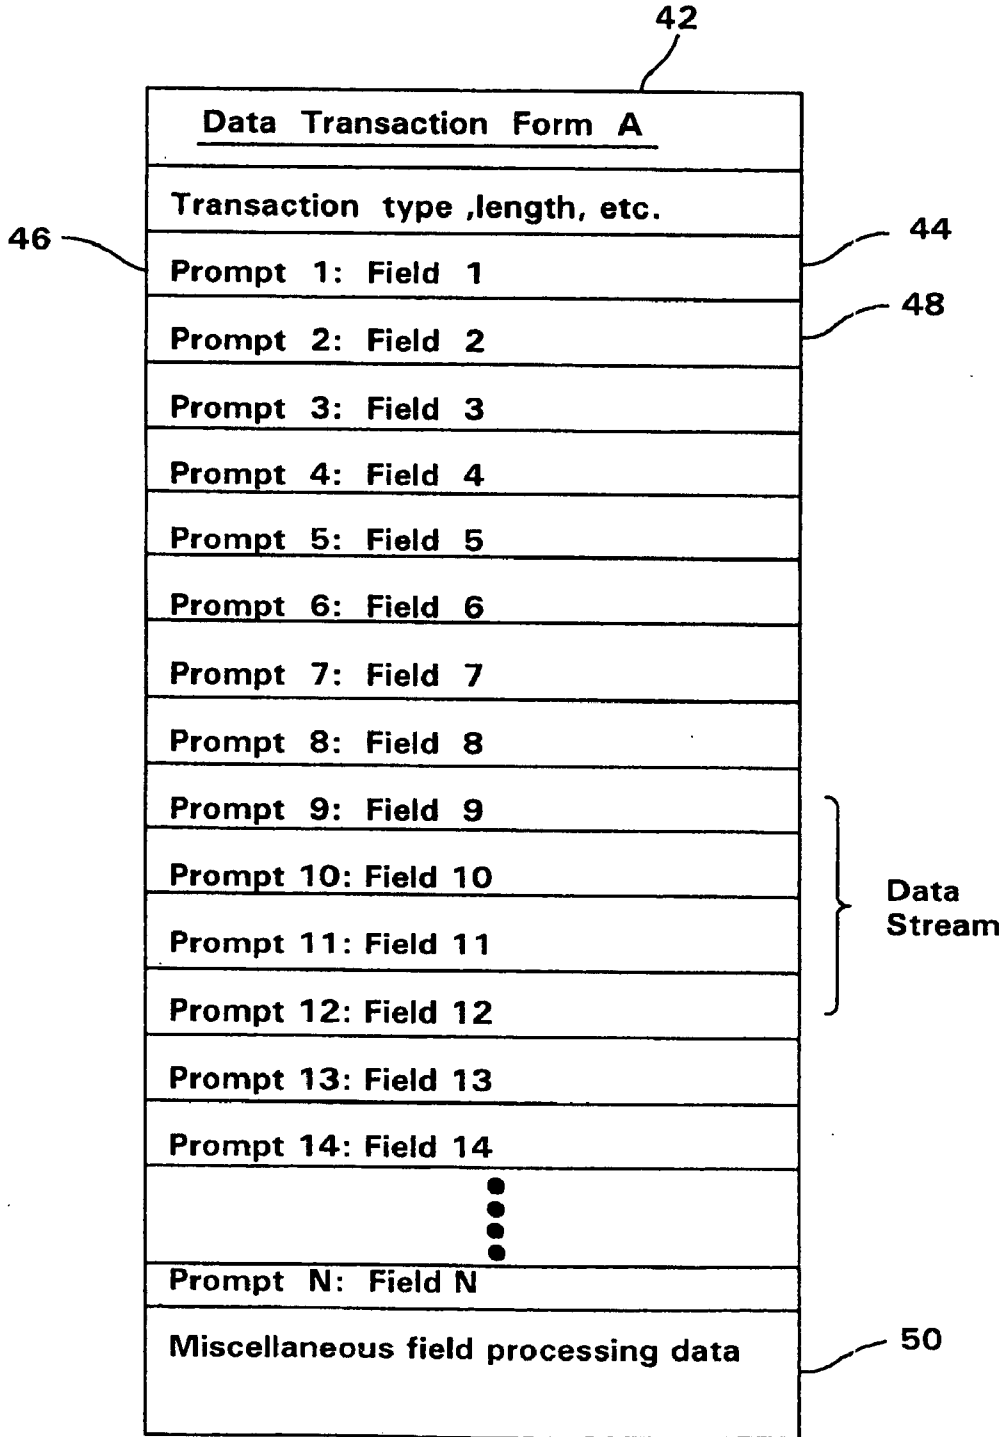 42
Data Transaction Form A
Transaction type ,length, etc.
46
44
Prompt 1: Field 1
48
Prompt 2: Field 2
Prompt 3: Field 3
Prompt 4: Field 4
Prompt 5: Field 5
Prompt 6: Field 6
Prompt 7: Field 7
Prompt 8: Field 8
Prompt 9: Field 9
Prompt 10: Field 10
Prompt 11: Field 11
Prompt 12: Field 12
Data
Stream
Prompt 13: Field 13
Prompt 14: Field 14
Prompt N: Field N
Miscellaneous field processing data
50